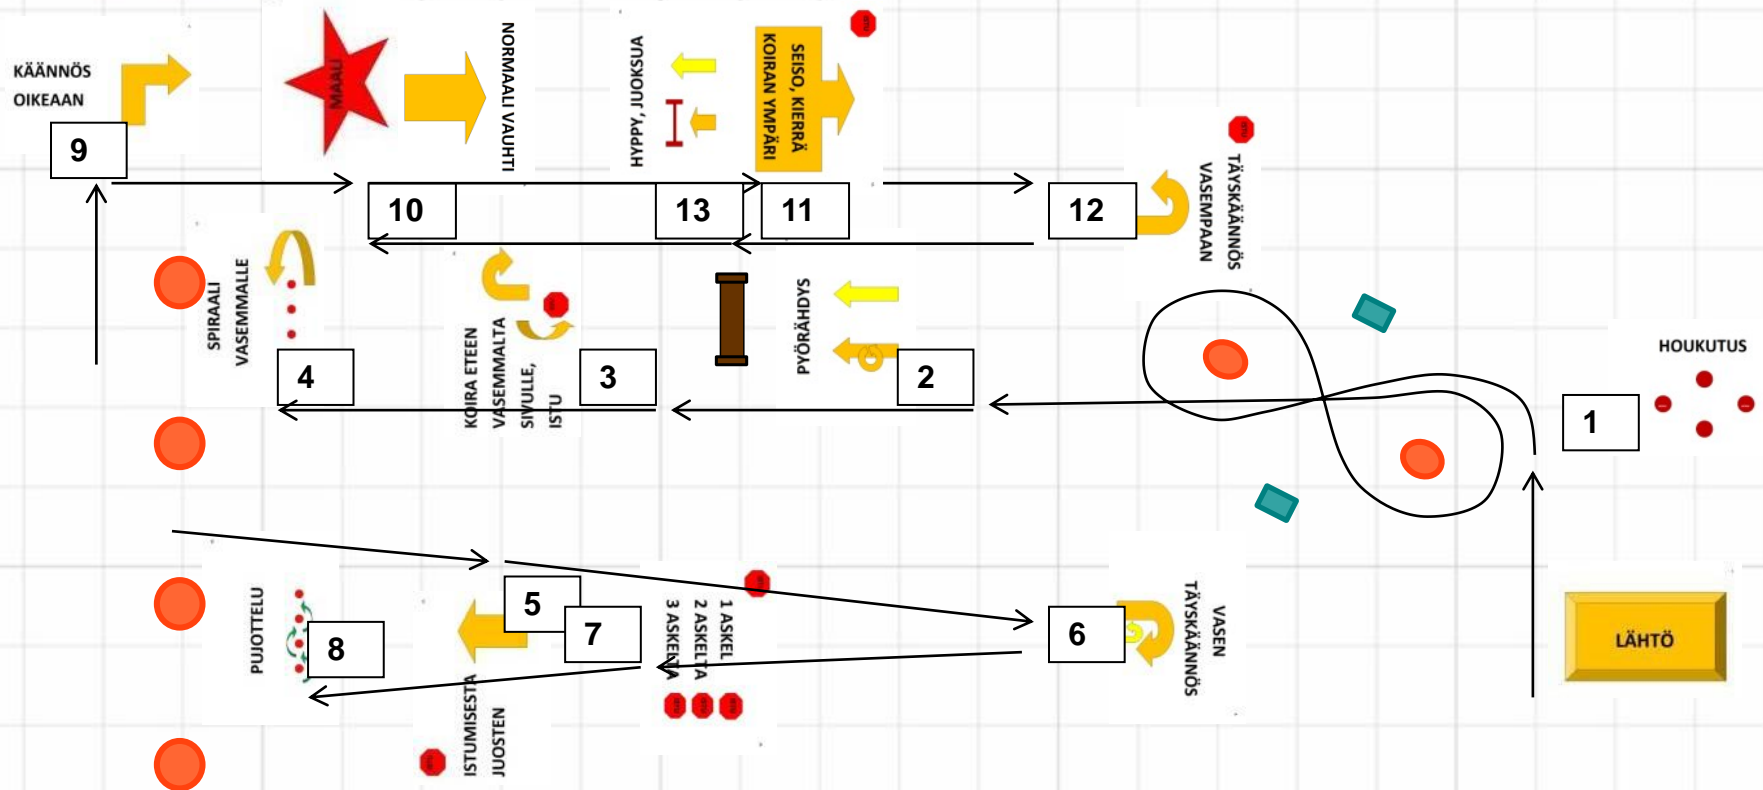 KÄÄNNÖS
OIKEAAN
9
MAALI
NORMAALI VAUHTI
10
HYPPY, JUOKSUA
13
SEISO, KIERRÄ
KOIRAN YMPÄRI
11
12
TÄYSKÄÄNNÖS
VASEMPAAN
SPIRAALI
VASEMMALLE
4
KOIRA ETEEN
VASEMMALTA
SIVULLE,
ISTU
3
PYÖRÄHDYS
2
HOUKUTUS
1
PUJOTTELU
8
5
7
ISTUMISESTA
JUOSTEN
1 ASKEL
2 ASKELTA
3 ASKELTA
6
VASEN
TÄYSKÄÄNNÖS
LÄHTÖ